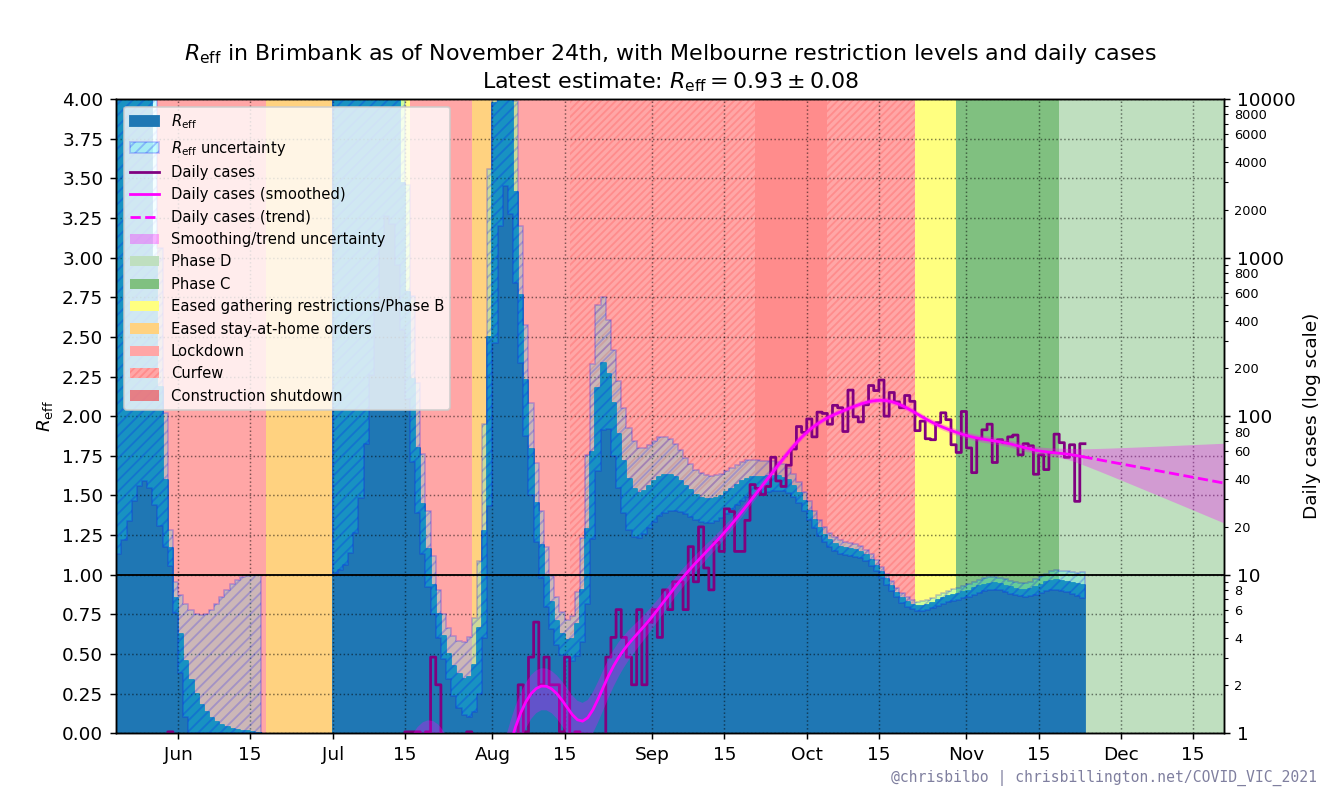 R_eff in Brimbank as of November 24th, with Melbourne restriction levels and daily cases
Latest estimate: R_eff = 0.93 ± 0.08
R_eff
R_eff uncertainty
Daily cases
Daily cases (smoothed)
Daily cases (trend)
Smoothing/trend uncertainty
Phase D
Phase C
Eased gathering restrictions/Phase B
Eased stay-at-home orders
Lockdown
Curfew
Construction shutdown
R_eff
4.00
3.75
3.50
3.25
3.00
2.75
2.50
2.25
2.00
1.75
1.50
1.25
1.00
0.75
0.50
0.25
0.00
10000
8000
6000
4000
2000
1000
800
600
400
200
100
80
60
40
20
10
8
6
4
2
1
Daily cases (log scale)
Jun 15 Jul 15 Aug 15 Sep 15 Oct 15 Nov 15 Dec 15
@chrisbilbo | chrisbillington.net/COVID_VIC_2021